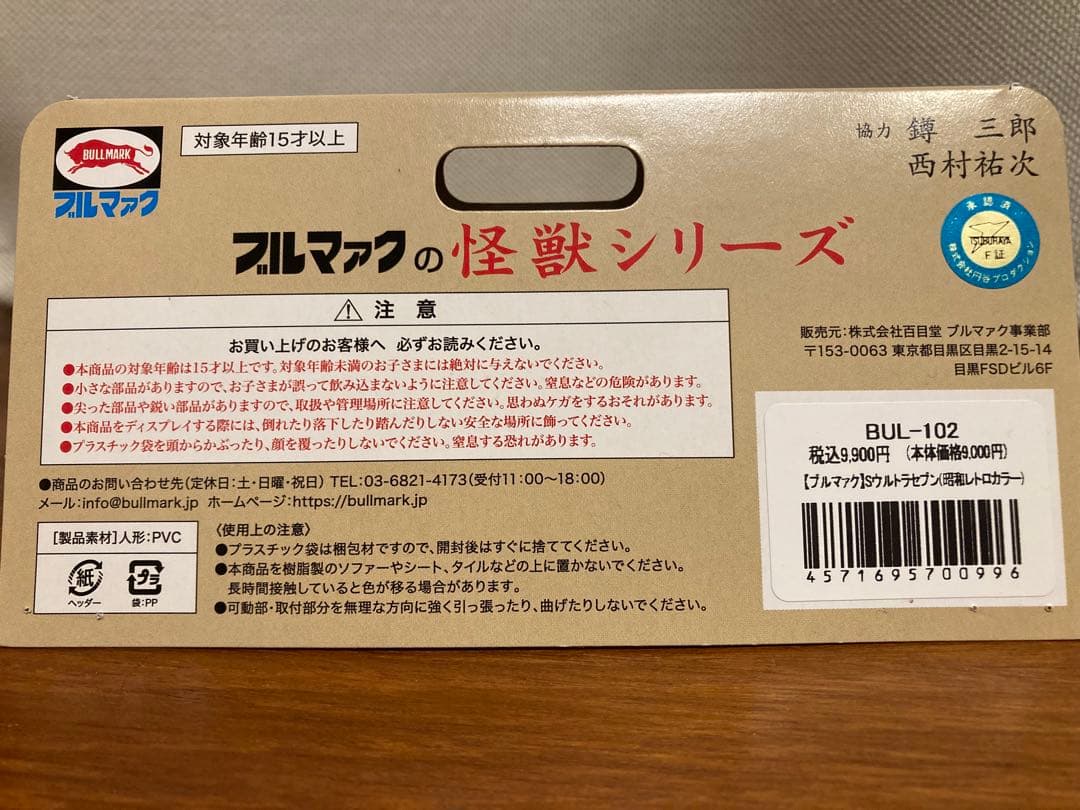 BULLMARK
ブルマァク
対象年齢15才以上
協力 鐏 三郎
西村祐次
ブルマァクの怪獣シリーズ
承認済
TSUBURAYA
F 証
株式会社円谷プロダクション
⚠ 注 意
お買い上げのお客様へ 必ずお読みください。
●本商品の対象年齢は15才以上です。対象年齢未満のお子さまには絶対に与えないでください。
●小さな部品がありますので、お子さまが誤って飲み込まないように注意してください。窒息などの危険があります。
●尖った部品や鋭い部品がありますので、取扱や管理場所に注意してください。思わぬケガをするおそれがあります。
●本商品をディスプレイする際には、倒れたり落下したり踏んだりしない安全な場所に飾ってください。
●プラスチック袋を頭からかぶったり、顔を覆ったりしないでください。窒息する恐れがあります。
販売元:株式会社百目堂 ブルマァク事業部
〒153-0063 東京都目黒区目黒2-15-14
目黒FSDビル6F
●商品のお問い合わせ先(定休日:土・日曜・祝日) TEL:03-6821-4173(受付11:00~18:00)
メール:info@bullmark.jp ホームページ:https://bullmark.jp
[製品素材]人形:PVC
紙
ヘッダー
プラ
袋:PP
〈使用上の注意〉
●プラスチック袋は梱包材ですので、開封後はすぐに捨ててください。
●本商品を樹脂製のソファーやシート、タイルなどの上に置かないでください。
長時間接触していると色が移る場合があります。
●可動部・取付部分を無理な方向に強く引っ張ったり、曲げたりしないでください。
BUL-102
税込9,900円 (本体価格9,000円)
【ブルマァク】Sウルトラセブン(昭和レトロカラー)
4571695700996